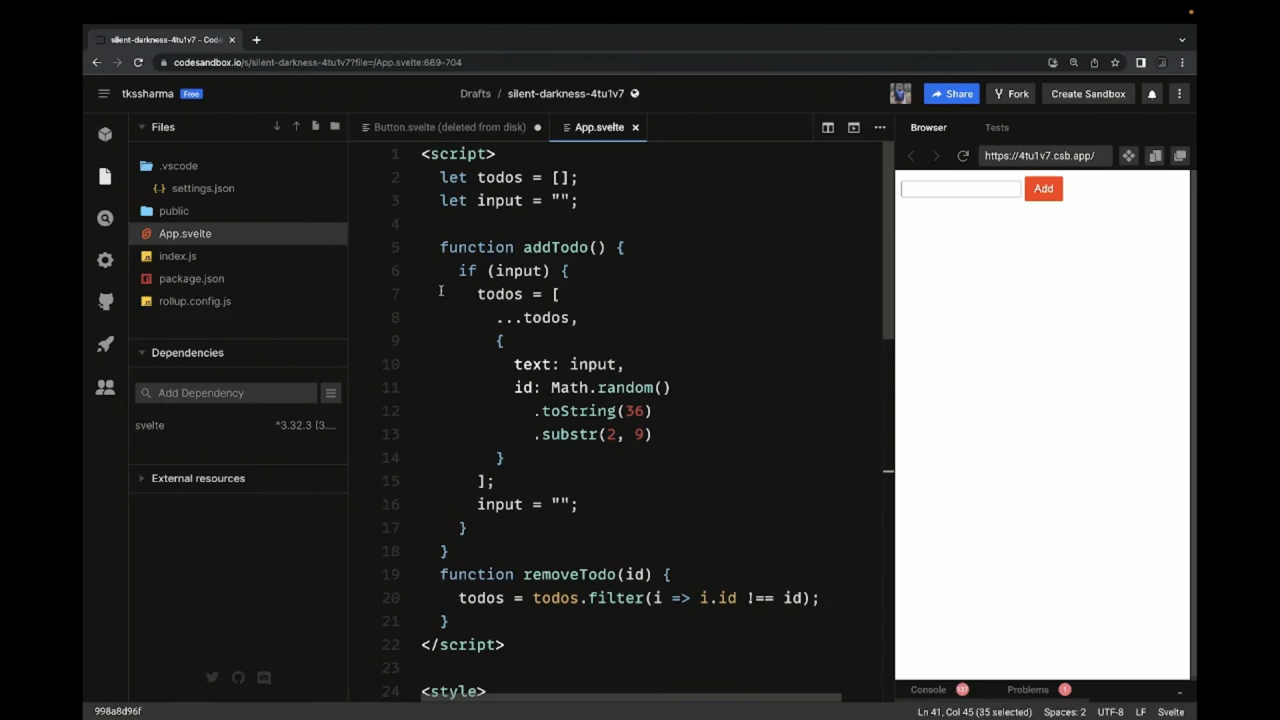 silent-darkness-4tu1v7 - Code
codesandbox.io/s/silent-darkness-4tu1v7?file=/App.svelte:669-704
tkssharma Free
Drafts / silent-darkness-4tu1v7
Share
Fork
Create Sandbox
Files
.vscode
settings.json
public
App.svelte
index.js
package.json
rollup.config.js
Dependencies
Add Dependency
svelte ^3.32.3 (3....
External resources
Button.svelte (deleted from disk)
App.svelte
1 <script>
2 let todos = [];
3 let input = "";
4
5 function addTodo() {
6 if (input) {
7 todos = [
8 ...todos,
9 {
10 text: input,
11 id: Math.random()
12 .toString(36)
13 .substr(2, 9)
14 }
15 ];
16 input = "";
17 }
18 }
19 function removeTodo(id) {
20 todos = todos.filter(i => i.id !== id);
21 }
22 </script>
23
24 <style>
Browser
Tests
https://4tu1v7.csb.app/
Add
Console
Problems 1
998a8d96f
Ln 41, Col 45 (35 selected) Spaces: 2 UTF-8 LF Svelte